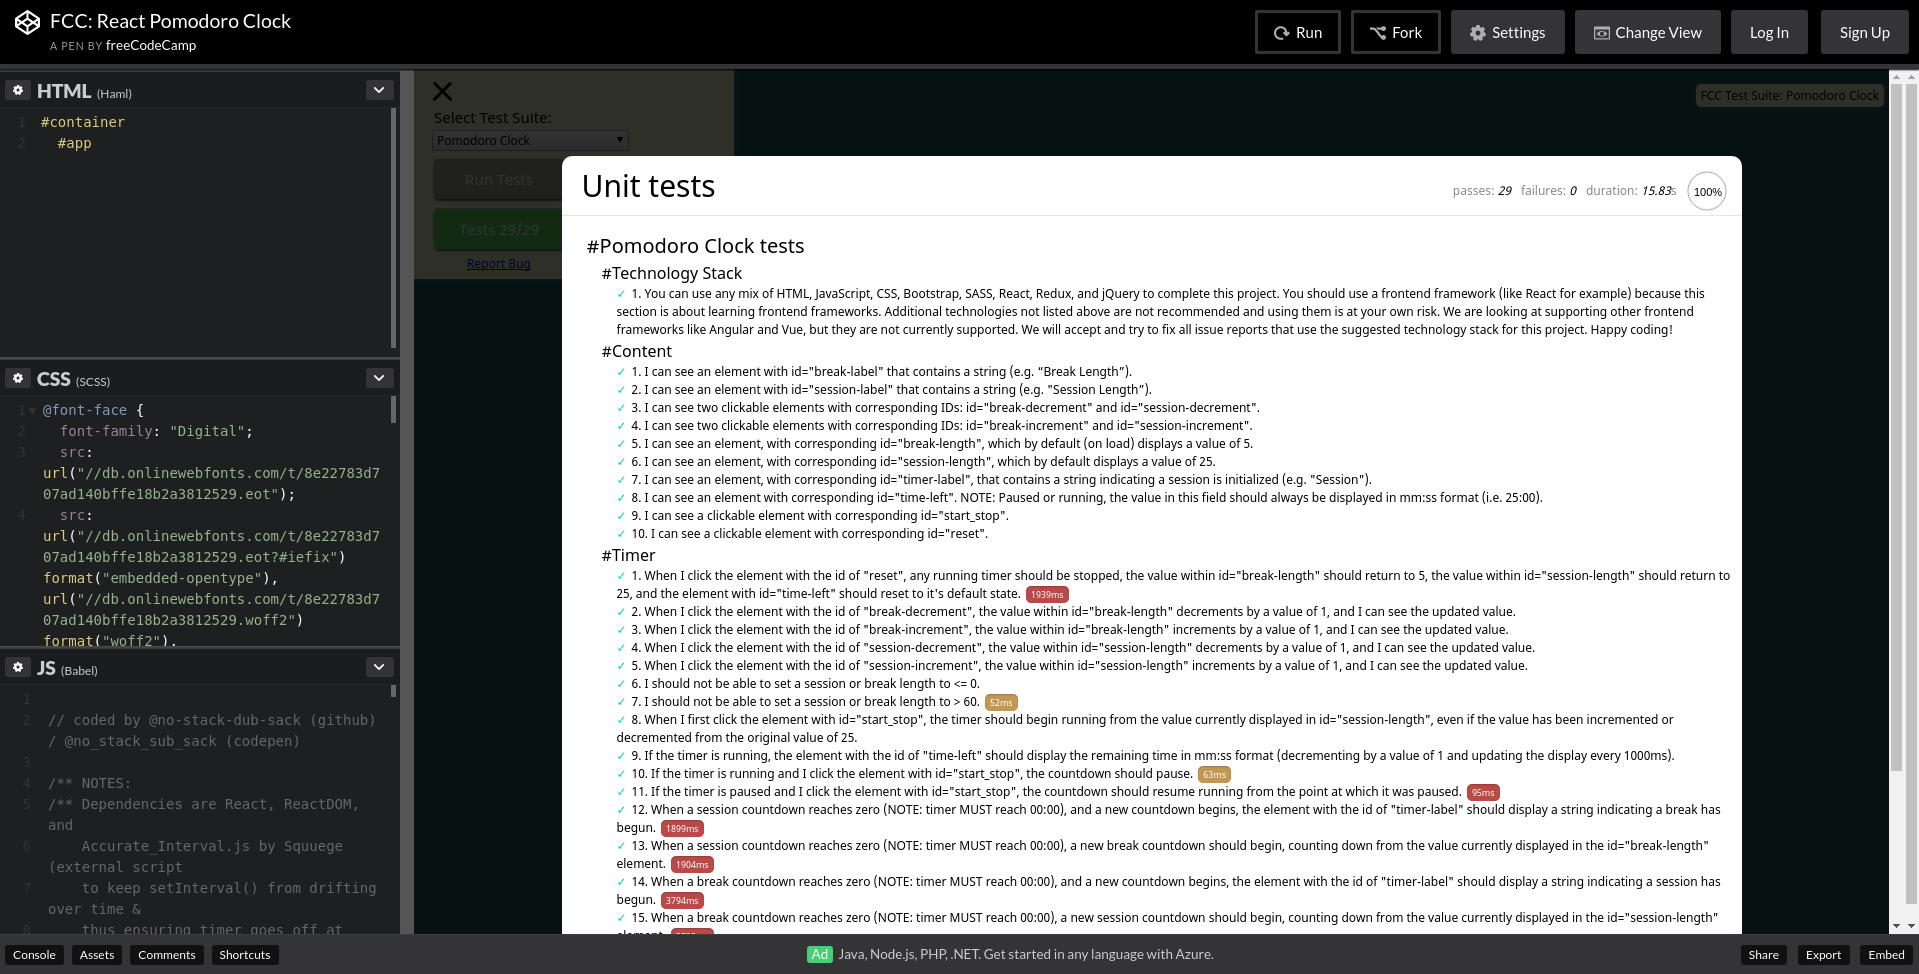 FCC: React Pomodoro Clock
A PEN BY freeCodeCamp
Run
Fork
Settings
Change View
Log In
Sign Up
HTML (Haml)
1 #container
2 #app
CSS (SCSS)
1 @font-face {
2 font-family: "Digital";
3 src:
url("//db.onlinewebfonts.com/t/8e22783d7
07ad140bffe18b2a3812529.eot");
4 src:
url("//db.onlinewebfonts.com/t/8e22783d7
07ad140bffe18b2a3812529.eot?#iefix")
format("embedded-opentype"),
url("//db.onlinewebfonts.com/t/8e22783d7
07ad140bffe18b2a3812529.woff2")
format("woff2"),
JS (Babel)
1
2 // coded by @no-stack-dub-sack (github)
/ @no_stack_sub_sack (codepen)
3
4 /** NOTES:
5 /** Dependencies are React, ReactDOM,
and
6 Accurate_Interval.js by Squuege
(external script
7 to keep setInterval() from drifting
over time &
8 thus ensuring timer goes off at
Select Test Suite:
Pomodoro Clock
Run Tests
Tests 29/29
Report Bug
FCC Test Suite: Pomodoro Clock
Unit tests
passes: 29 failures: 0 duration: 15.83s 100%
#Pomodoro Clock tests
#Technology Stack
✓ 1. You can use any mix of HTML, JavaScript, CSS, Bootstrap, SASS, React, Redux, and jQuery to complete this project. You should use a frontend framework (like React for example) because this
section is about learning frontend frameworks. Additional technologies not listed above are not recommended and using them is at your own risk. We are looking at supporting other frontend
frameworks like Angular and Vue, but they are not currently supported. We will accept and try to fix all issue reports that use the suggested technology stack for this project. Happy coding!
#Content
✓ 1. I can see an element with id="break-label" that contains a string (e.g. “Break Length”).
✓ 2. I can see an element with id="session-label" that contains a string (e.g. "Session Length").
✓ 3. I can see two clickable elements with corresponding IDs: id="break-decrement" and id="session-decrement".
✓ 4. I can see two clickable elements with corresponding IDs: id="break-increment" and id="session-increment".
✓ 5. I can see an element, with corresponding id="break-length", which by default (on load) displays a value of 5.
✓ 6. I can see an element, with corresponding id="session-length", which by default displays a value of 25.
✓ 7. I can see an element, with corresponding id="timer-label", that contains a string indicating a session is initialized (e.g. "Session").
✓ 8. I can see an element with corresponding id="time-left". NOTE: Paused or running, the value in this field should always be displayed in mm:ss format (i.e. 25:00).
✓ 9. I can see a clickable element with corresponding id="start_stop".
✓ 10. I can see a clickable element with corresponding id="reset".
#Timer
✓ 1. When I click the element with the id of "reset", any running timer should be stopped, the value within id="break-length" should return to 5, the value within id="session-length" should return to
25, and the element with id="time-left" should reset to it's default state. 1939ms
✓ 2. When I click the element with the id of "break-decrement", the value within id="break-length" decrements by a value of 1, and I can see the updated value.
✓ 3. When I click the element with the id of "break-increment", the value within id="break-length" increments by a value of 1, and I can see the updated value.
✓ 4. When I click the element with the id of "session-decrement", the value within id="session-length" decrements by a value of 1, and I can see the updated value.
✓ 5. When I click the element with the id of "session-increment", the value within id="session-length" increments by a value of 1, and I can see the updated value.
✓ 6. I should not be able to set a session or break length to <= 0.
✓ 7. I should not be able to set a session or break length to > 60. 52ms
✓ 8. When I first click the element with id="start_stop", the timer should begin running from the value currently displayed in id="session-length", even if the value has been incremented or
decremented from the original value of 25.
✓ 9. If the timer is running, the element with the id of "time-left" should display the remaining time in mm:ss format (decrementing by a value of 1 and updating the display every 1000ms).
✓ 10. If the timer is running and I click the element with id="start_stop", the countdown should pause. 63ms
✓ 11. If the timer is paused and I click the element with id="start_stop", the countdown should resume running from the point at which it was paused. 95ms
✓ 12. When a session countdown reaches zero (NOTE: timer MUST reach 00:00), and a new countdown begins, the element with the id of "timer-label" should display a string indicating a break has
begun. 1899ms
✓ 13. When a session countdown reaches zero (NOTE: timer MUST reach 00:00), a new break countdown should begin, counting down from the value currently displayed in the id="break-length"
element. 1904ms
✓ 14. When a break countdown reaches zero (NOTE: timer MUST reach 00:00), and a new countdown begins, the element with the id of "timer-label" should display a string indicating a session has
begun. 3794ms
✓ 15. When a break countdown reaches zero (NOTE: timer MUST reach 00:00), a new session countdown should begin, counting down from the value currently displayed in the id="session-length"
Console
Assets
Comments
Shortcuts
Ad Java, Node.js, PHP, .NET. Get started in any language with Azure.
Share
Export
Embed